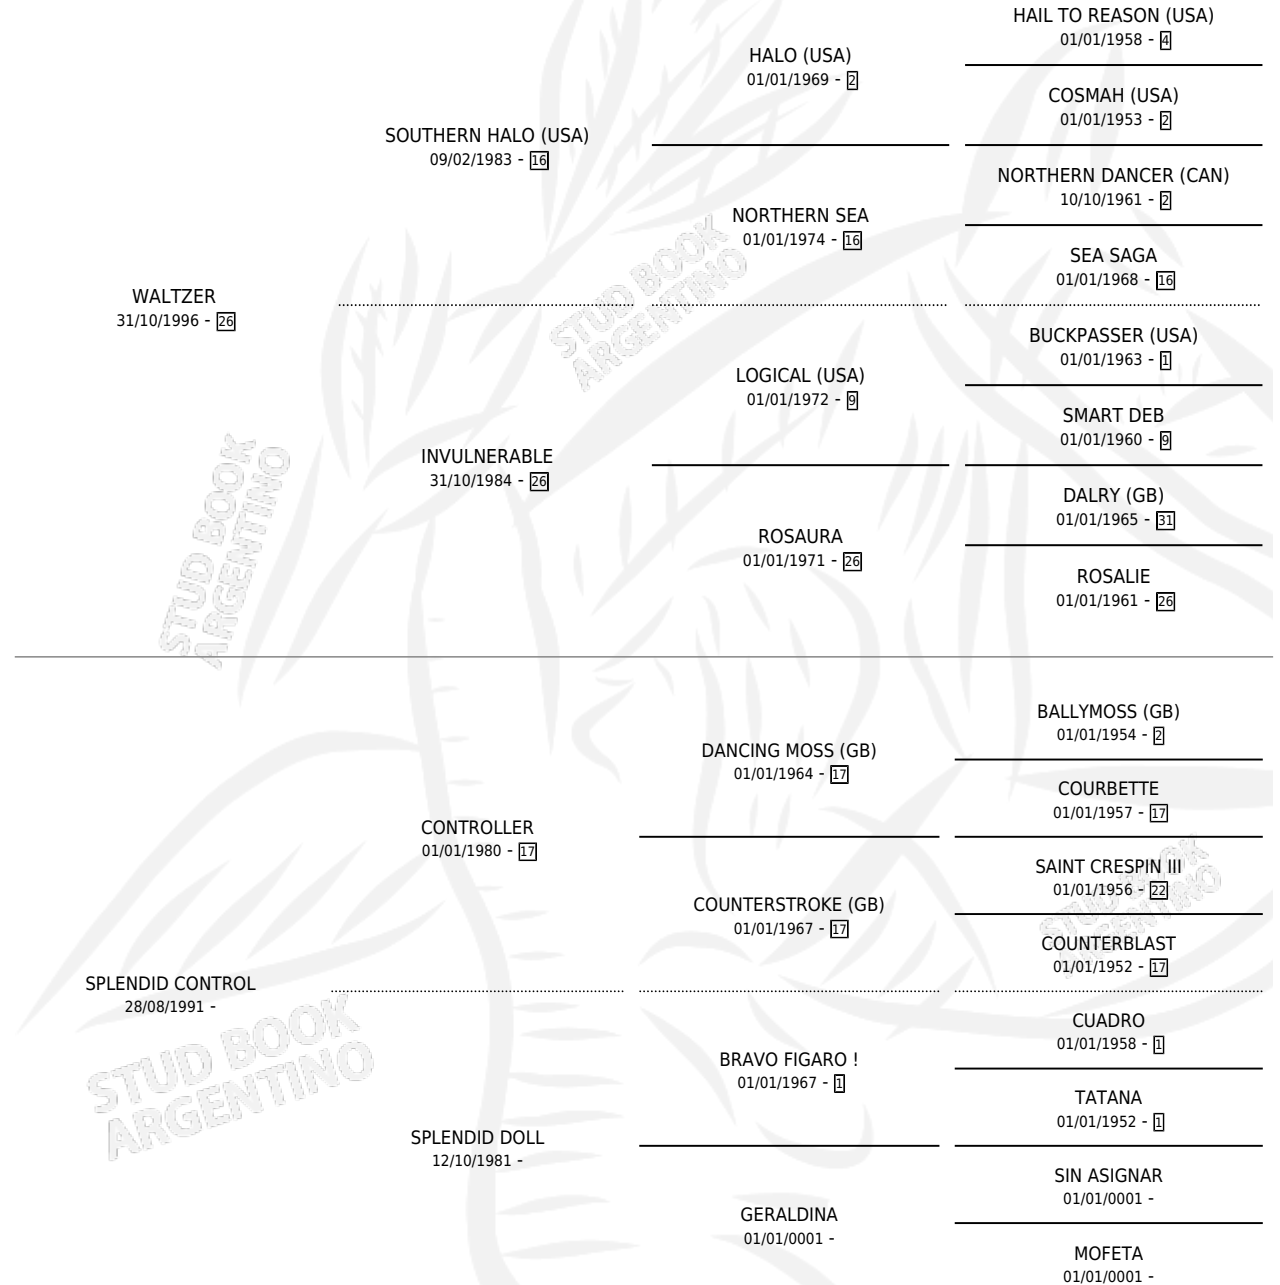 HAIL TO REASON (USA)
01/01/1958 - 4
HALO (USA)
01/01/1969 - 2
COSMAH (USA)
01/01/1953 - 2
SOUTHERN HALO (USA)
09/02/1983 - 16
NORTHERN DANCER (CAN)
10/10/1961 - 2
NORTHERN SEA
01/01/1974 - 16
SEA SAGA
01/01/1968 - 16
WALTZER
31/10/1996 - 26
BUCKPASSER (USA)
01/01/1963 - 1
LOGICAL (USA)
01/01/1972 - 9
SMART DEB
01/01/1960 - 9
INVULNERABLE
31/10/1984 - 26
DALRY (GB)
01/01/1965 - 31
ROSAURA
01/01/1971 - 26
ROSALIE
01/01/1961 - 26
BALLYMOSS (GB)
01/01/1954 - 2
DANCING MOSS (GB)
01/01/1964 - 17
COURBETTE
01/01/1957 - 17
CONTROLLER
01/01/1980 - 17
SAINT CRESPIN III
01/01/1956 - 22
COUNTERSTROKE (GB)
01/01/1967 - 17
COUNTERBLAST
01/01/1952 - 17
SPLENDID CONTROL
28/08/1991 -
CUADRO
01/01/1958 - 1
BRAVO FIGARO !
01/01/1967 - 1
TATANA
01/01/1952 - 1
SPLENDID DOLL
12/10/1981 -
SIN ASIGNAR
01/01/0001 -
GERALDINA
01/01/0001 -
MOFETA
01/01/0001 -
STUD BOOK
ARGENTINO
STUD BOOK
ARGENTINO
STUD BOOK
ARGENTINO
STUD BOOK
ARGENTINO